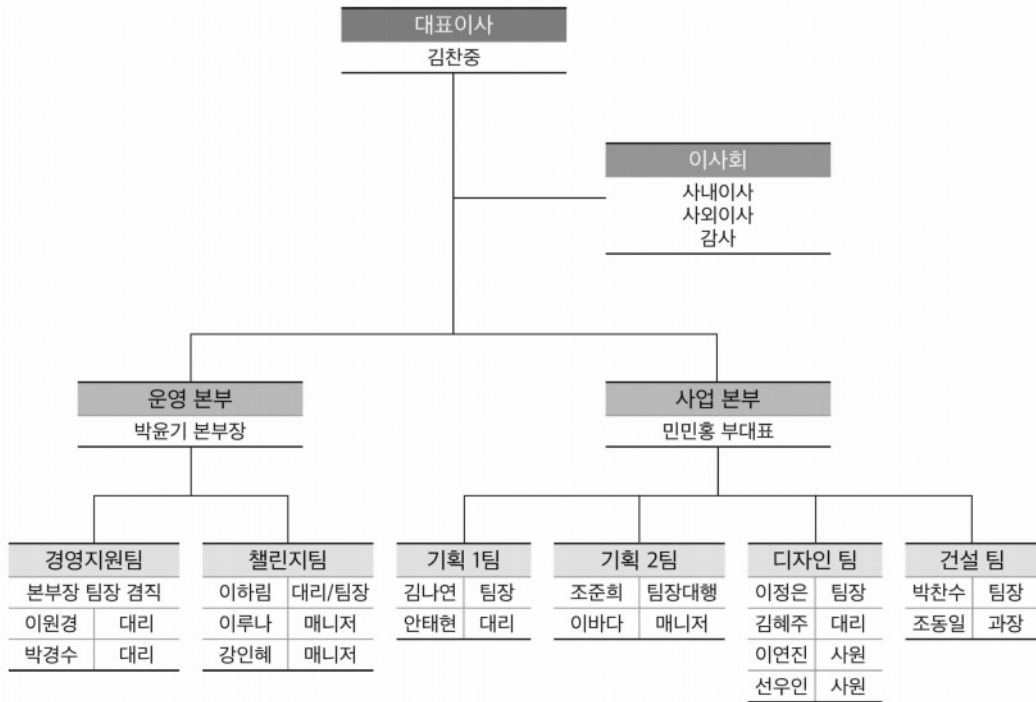 대표이사
김찬중
이사회
사내이사
사외이사
감사
운영 본부
박윤기 본부장
사업 본부
민민홍 부대표
경영지원팀
본부장 팀장 겸직
이원경 대리
박경수 대리
챌린지팀
이하림 대리/팀장
이루나 매니저
강인혜 매니저
기획 1팀
김나연 팀장
안태현 대리
기획 2팀
조준희 팀장대행
이바다 매니저
디자인 팀
이정은 팀장
김혜주 대리
이연진 사원
선우인 사원
건설 팀
박찬수 팀장
조동일 과장